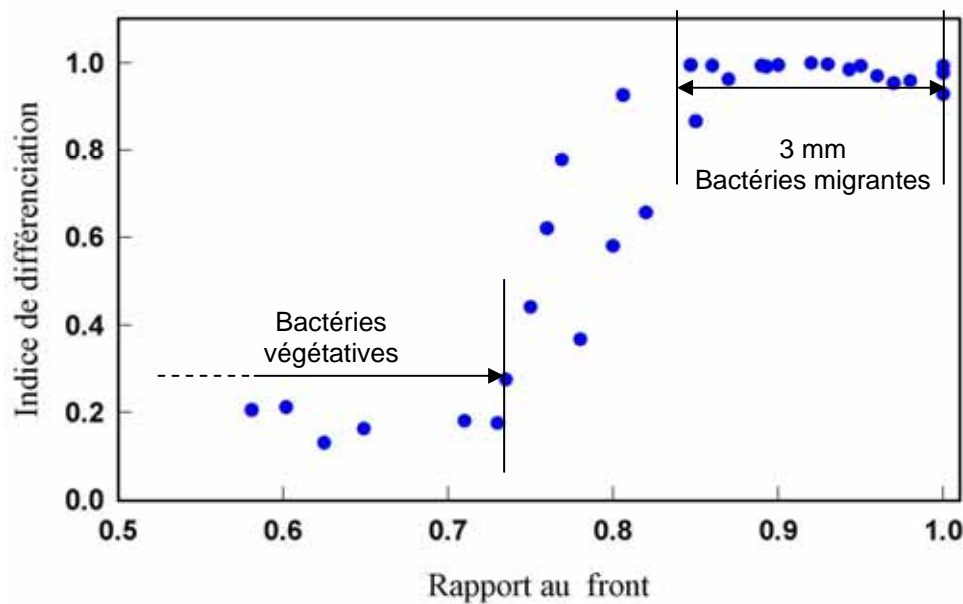 Indice de différenciation
1.0
0.8
0.6
0.4
0.2
0.0
3 mm
Bactéries migrantes
Bactéries
végétatives
0.5
0.6
0.7
0.8
0.9
1.0
Rapport au front